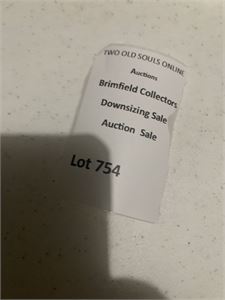 TWO OLD SOULS ONLINE
Auctions
Brimfield Collectors
Downsizing Sale
Auction Sale
Lot 754